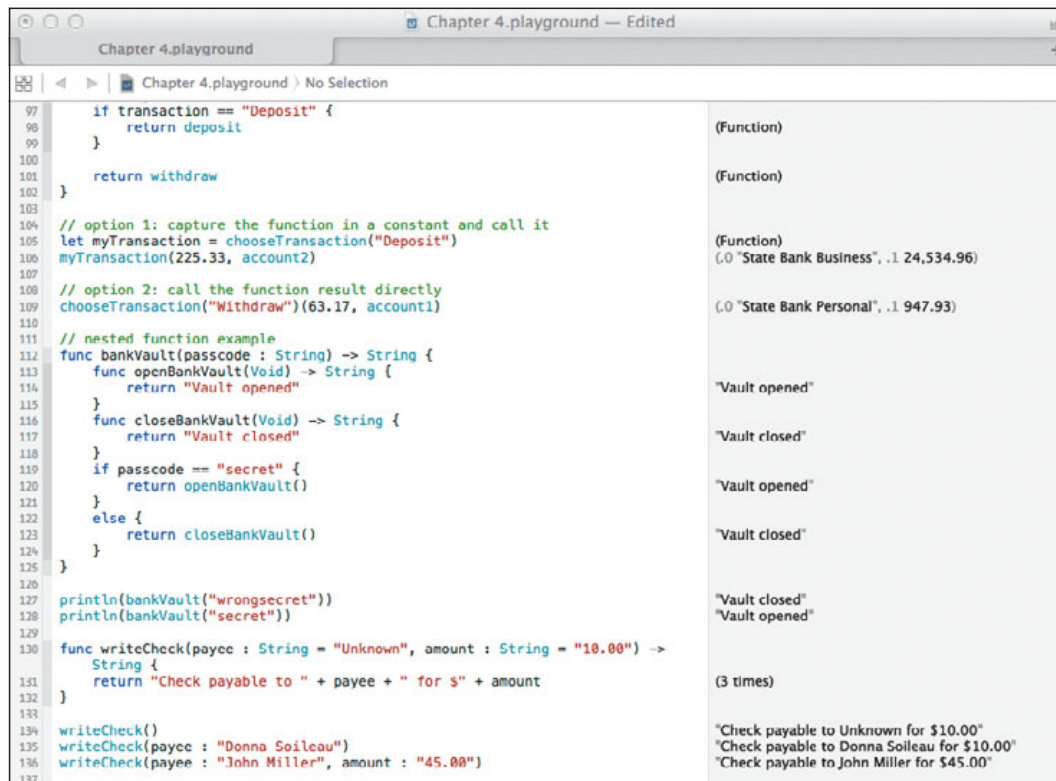 Chapter 4.playground — Edited
Chapter 4.playground
Chapter 4.playground 〉 No Selection
97 if transaction == "Deposit" {
98 return deposit (Function)
99 }
100
101 return withdraw (Function)
102 }
103
104 // option 1: capture the function in a constant and call it
105 let myTransaction = chooseTransaction("Deposit") (Function)
106 myTransaction(225.33, account2) (.0 "State Bank Business", .1 24,534.96)
107
108 // option 2: call the function result directly
109 chooseTransaction("Withdraw")(63.17, account1) (.0 "State Bank Personal", .1 947.93)
110
111 // nested function example
112 func bankVault(passcode : String) -> String {
113 func openBankVault(Void) -> String {
114 return "Vault opened" "Vault opened"
115 }
116 func closeBankVault(Void) -> String {
117 return "Vault closed" "Vault closed"
118 }
119 if passcode == "secret" {
120 return openBankVault() "Vault opened"
121 }
122 else {
123 return closeBankVault() "Vault closed"
124 }
125 }
126
127 println(bankVault("wrongsecret")) "Vault closed"
128 println(bankVault("secret")) "Vault opened"
129
130 func writeCheck(payee : String = "Unknown", amount : String = "10.00") ->
String {
131 return "Check payable to " + payee + " for $" + amount (3 times)
132 }
133
134 writeCheck() "Check payable to Unknown for $10.00"
135 writeCheck(payee : "Donna Soileau") "Check payable to Donna Soileau for $10.00"
136 writeCheck(payee : "John Miller", amount : "45.00") "Check payable to John Miller for $45.00"
137